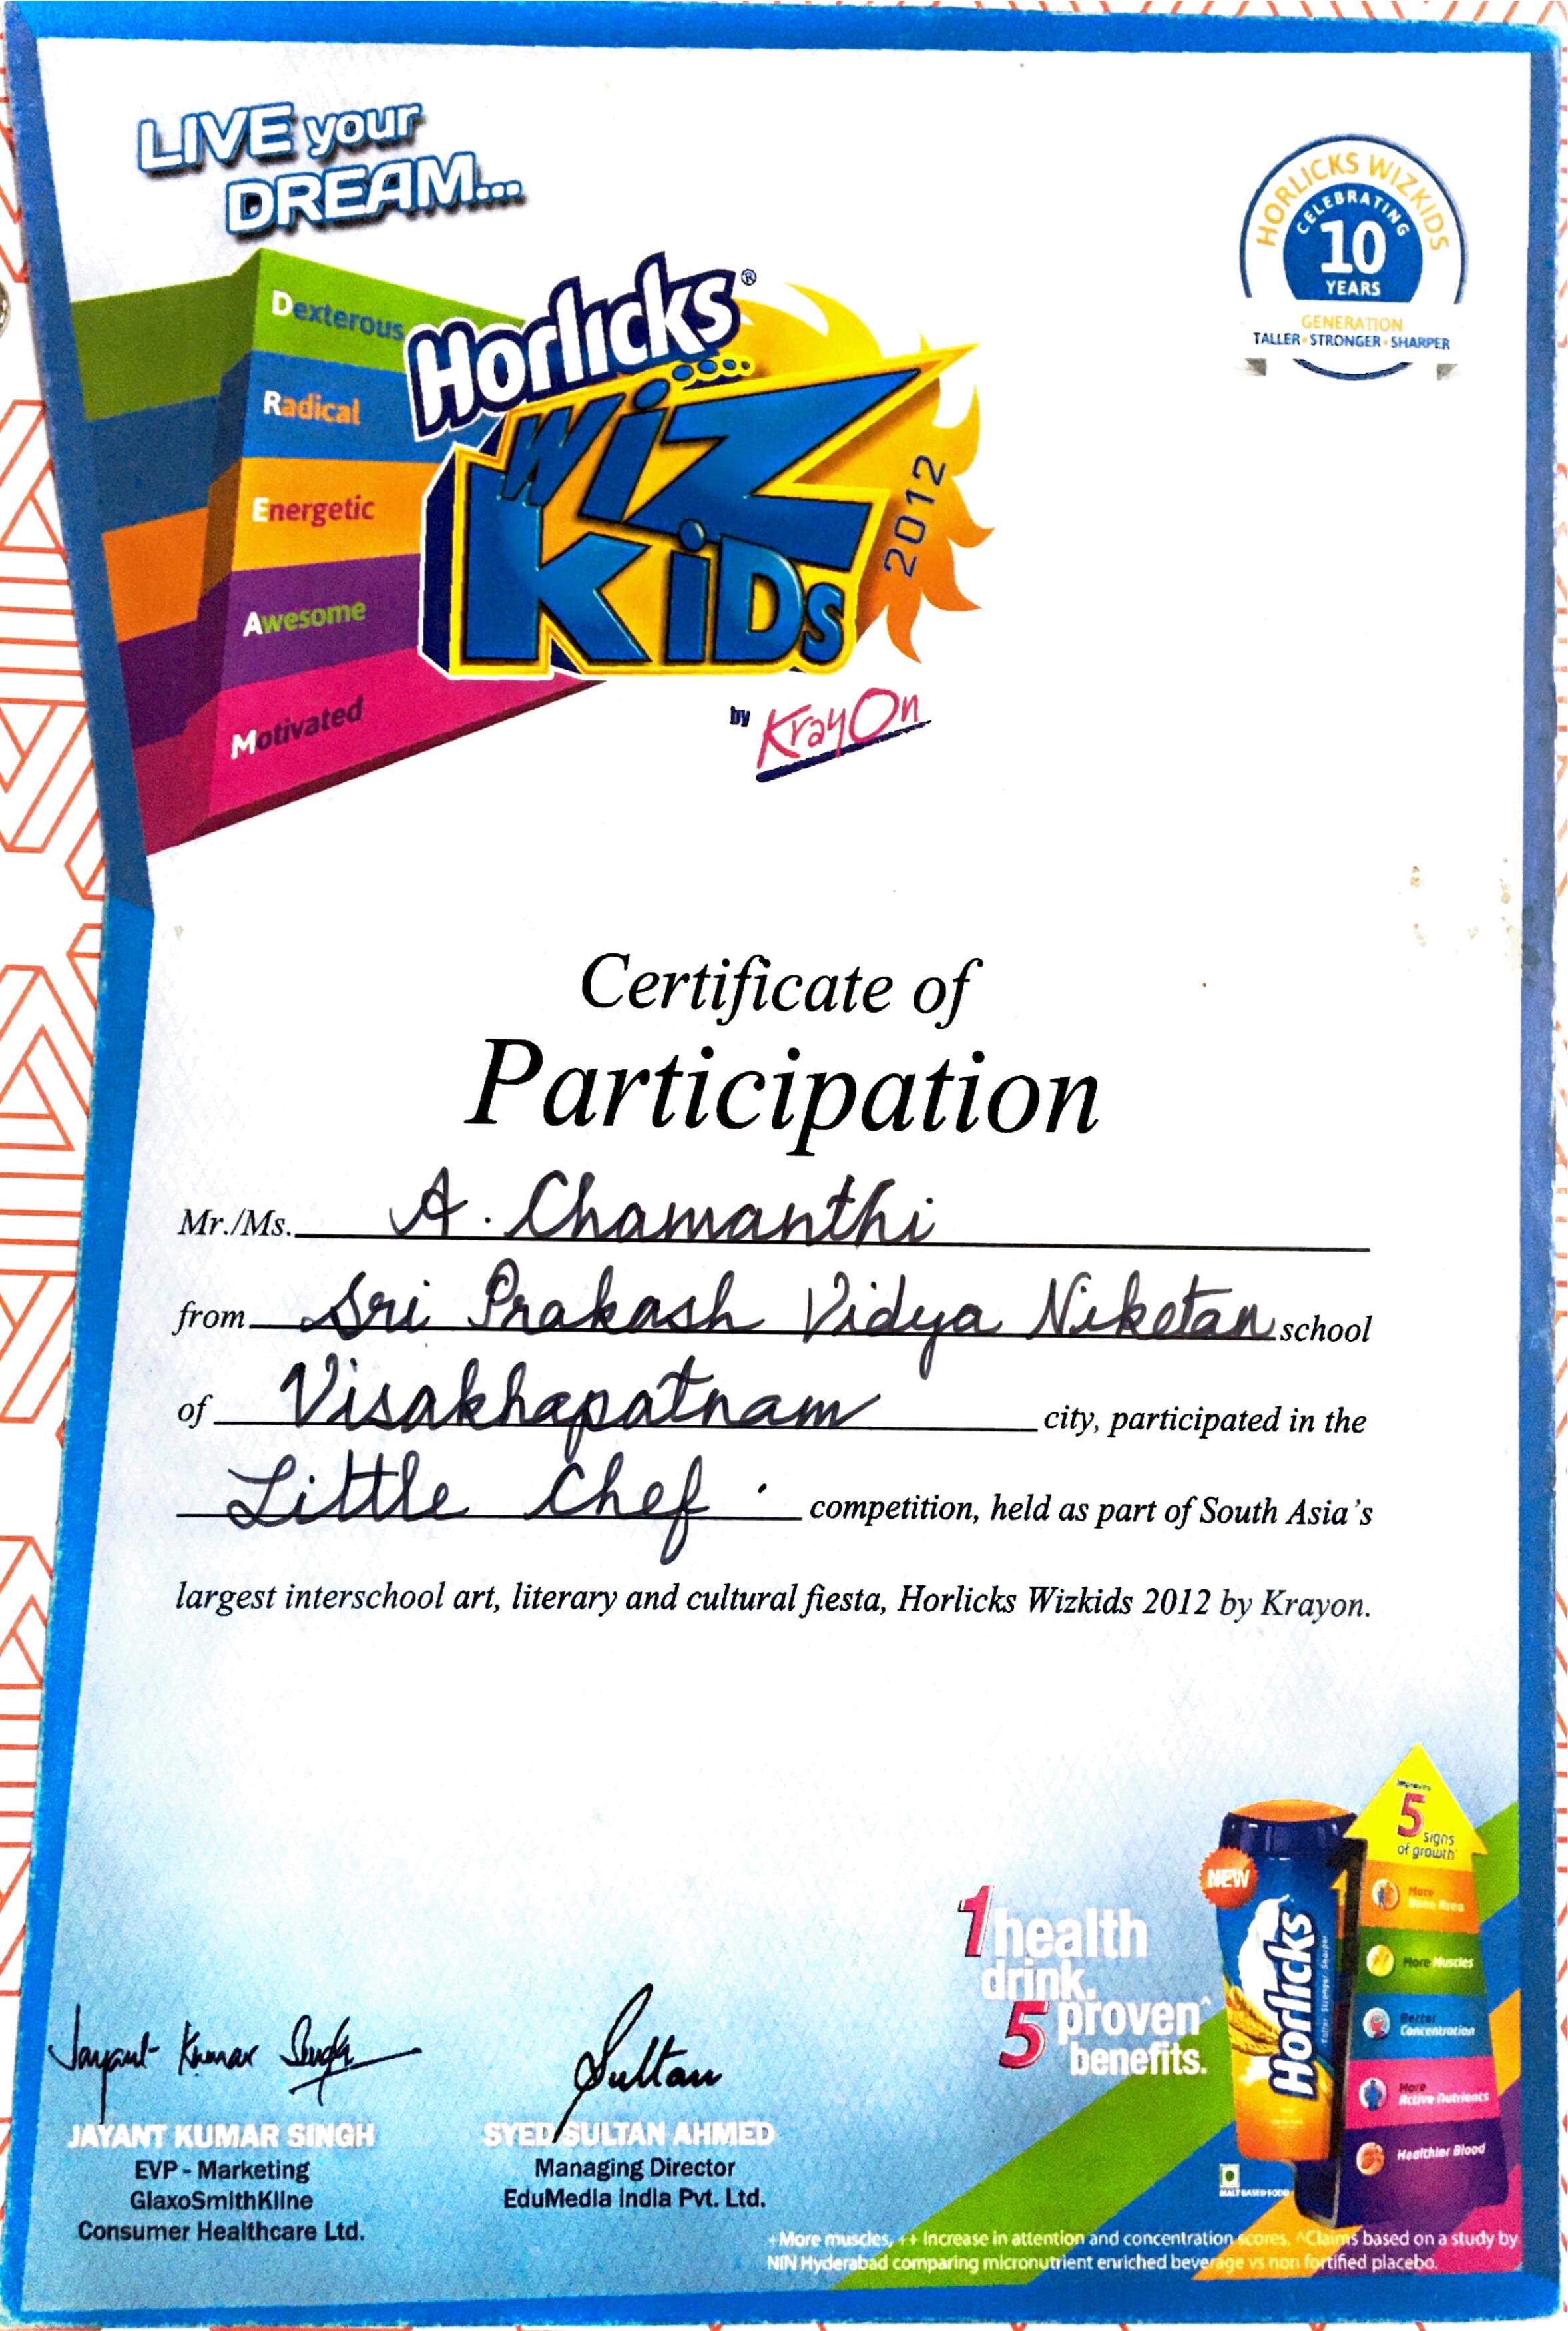 LIVE your
DREAM...
HORLICKS WIZKIDS
CELEBRATING
10
YEARS
GENERATION
TALLER • STRONGER • SHARPER
Dexterous
Radical
Energetic
Awesome
Motivated
Horlicks®
WiZ
KiDs
2012
by KrayOn
Certificate of
Participation
Mr./Ms. A. Chamanthi
from Sri Prakash Vidya Niketan school
of Visakhapatnam city, participated in the
Little Chef. competition, held as part of South Asia's
largest interschool art, literary and cultural fiesta, Horlicks Wizkids 2012 by Krayon.
Jayant Kumar Singh
JAYANT KUMAR SINGH
EVP - Marketing
GlaxoSmithKline
Consumer Healthcare Ltd.
Sultan
SYED SULTAN AHMED
Managing Director
EduMedia India Pvt. Ltd.
1 health
drink.
5 proven^
benefits.
NEW
Horlicks
Taller Stronger Sharper
Improves
5
signs
of growth
More
Bone Area
More Muscles
Better
Concentration
More
Active Nutrients
Healthier Blood
MALT BASED FOOD
+More muscles, ++ Increase in attention and concentration scores. ^Claims based on a study by
NIN Hyderabad comparing micronutrient enriched beverage vs non fortified placebo.